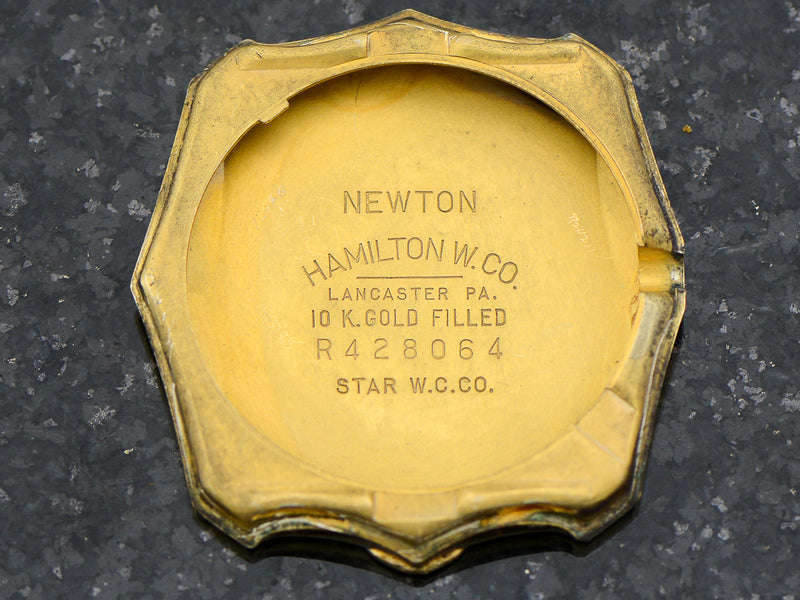 NEWTON
HAMILTON W. CO.
LANCASTER PA.
10 K. GOLD FILLED
R428064
STAR W.C.CO.